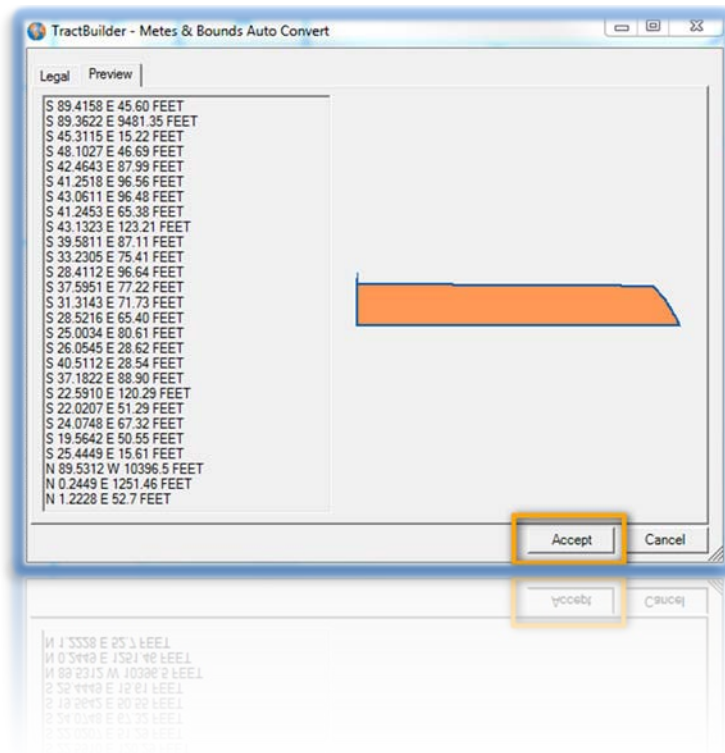 TractBuilder - Metes & Bounds Auto Convert
Legal Preview
S 89.4158 E 45.60 FEET
S 89.3622 E 9481.35 FEET
S 45.3115 E 15.22 FEET
S 48.1027 E 46.69 FEET
S 42.4643 E 87.99 FEET
S 41.2518 E 96.56 FEET
S 43.0611 E 96.48 FEET
S 41.2453 E 65.38 FEET
S 43.1323 E 123.21 FEET
S 39.5811 E 87.11 FEET
S 33.2305 E 75.41 FEET
S 28.4112 E 96.64 FEET
S 37.5951 E 77.22 FEET
S 31.3143 E 71.73 FEET
S 28.5216 E 65.40 FEET
S 25.0034 E 80.61 FEET
S 26.0545 E 28.62 FEET
S 40.5112 E 28.54 FEET
S 37.1822 E 88.90 FEET
S 22.5910 E 120.29 FEET
S 22.0207 E 51.29 FEET
S 24.0748 E 67.32 FEET
S 19.5642 E 50.55 FEET
S 25.4449 E 15.61 FEET
N 89.5312 W 10396.5 FEET
N 0.2449 E 1251.46 FEET
N 1.2228 E 52.7 FEET
Accept Cancel